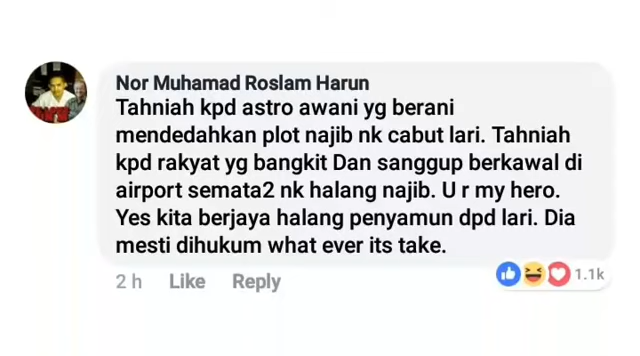 Nor Muhamad Roslam Harun
Tahniah kpd astro awani yg berani
mendedahkan plot najib nk cabut lari. Tahniah
kpd rakyat yg bangkit Dan sanggup berkawal di
airport semata2 nk halang najib. U r my hero.
Yes kita berjaya halang penyamun dpd lari. Dia
mesti dihukum what ever its take.
2 h Like Reply 1.1k